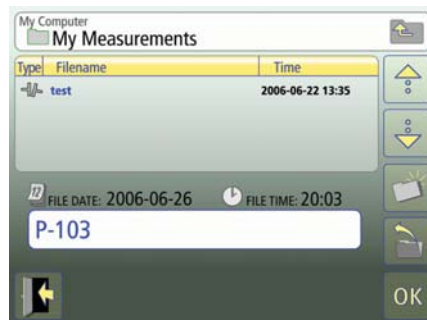 My Computer
My Measurements
Type Filename Time
test 2006-06-22 13:35
12 FILE DATE: 2006-06-26 FILE TIME: 20:03
P-103
OK